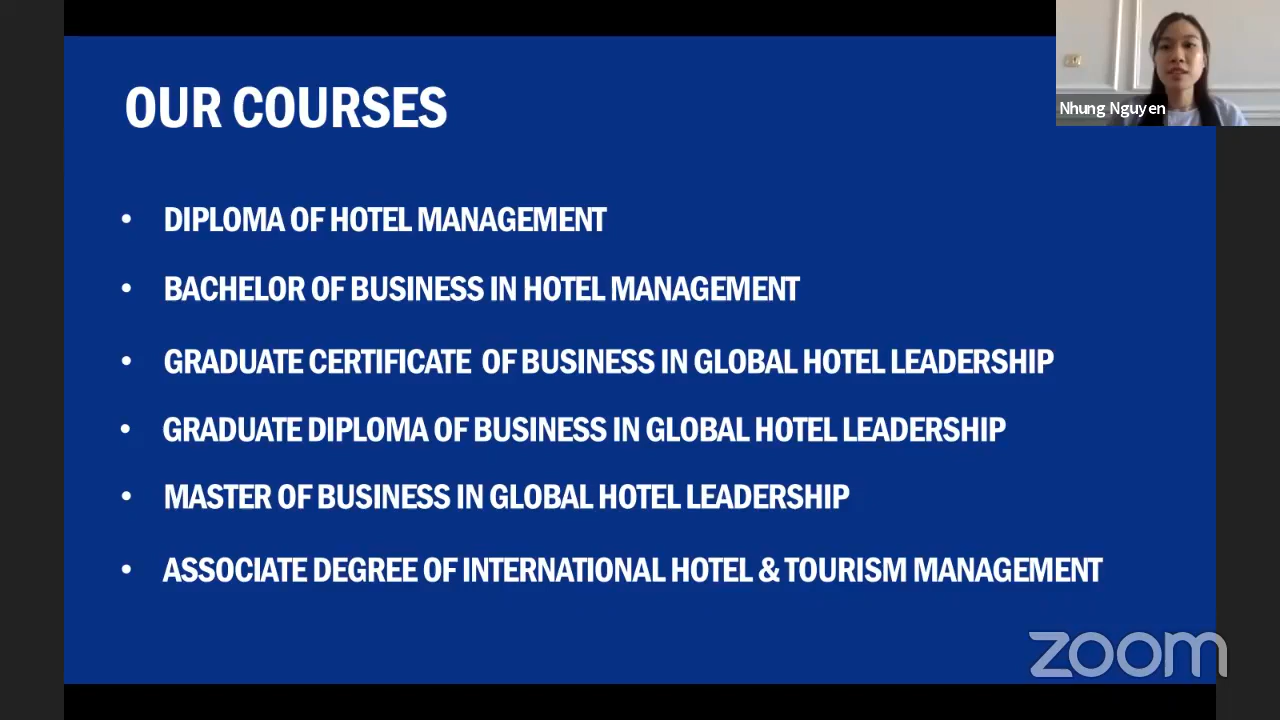 OUR COURSES
Nhung Nguyen
• DIPLOMA OF HOTEL MANAGEMENT
• BACHELOR OF BUSINESS IN HOTEL MANAGEMENT
• GRADUATE CERTIFICATE OF BUSINESS IN GLOBAL HOTEL LEADERSHIP
• GRADUATE DIPLOMA OF BUSINESS IN GLOBAL HOTEL LEADERSHIP
• MASTER OF BUSINESS IN GLOBAL HOTEL LEADERSHIP
• ASSOCIATE DEGREE OF INTERNATIONAL HOTEL & TOURISM MANAGEMENT
zoom